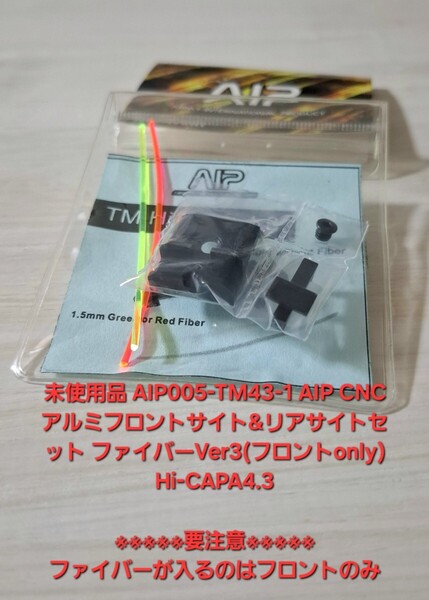 AIP
AIP
TM Hi
Fiber
1.5mm Green or Red Fiber
未使用品 AIP005-TM43-1 AIP CNC
アルミフロントサイト&リアサイトセ
ット ファイバーVer3(フロントonly)
Hi-CAPA4.3
※※※※※要注意※※※※※
ファイバーが入るのはフロントのみ